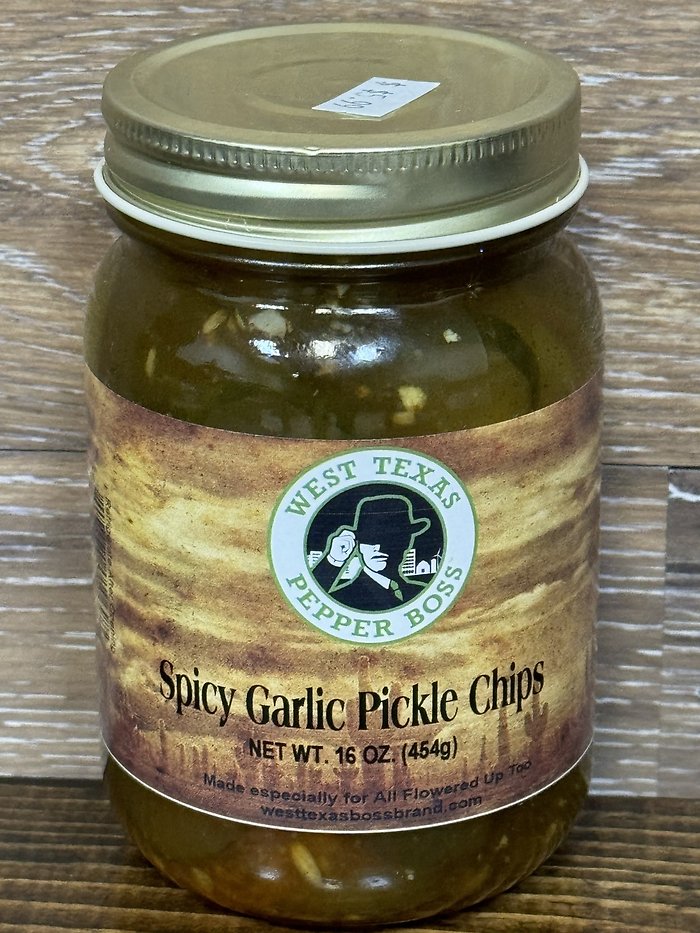 WEST TEXAS
PEPPER BOSS
Spicy Garlic Pickle Chips
NET WT. 16 OZ. (454g)
Made especially for All Flowered Up Too
westtexasbossbrand.com